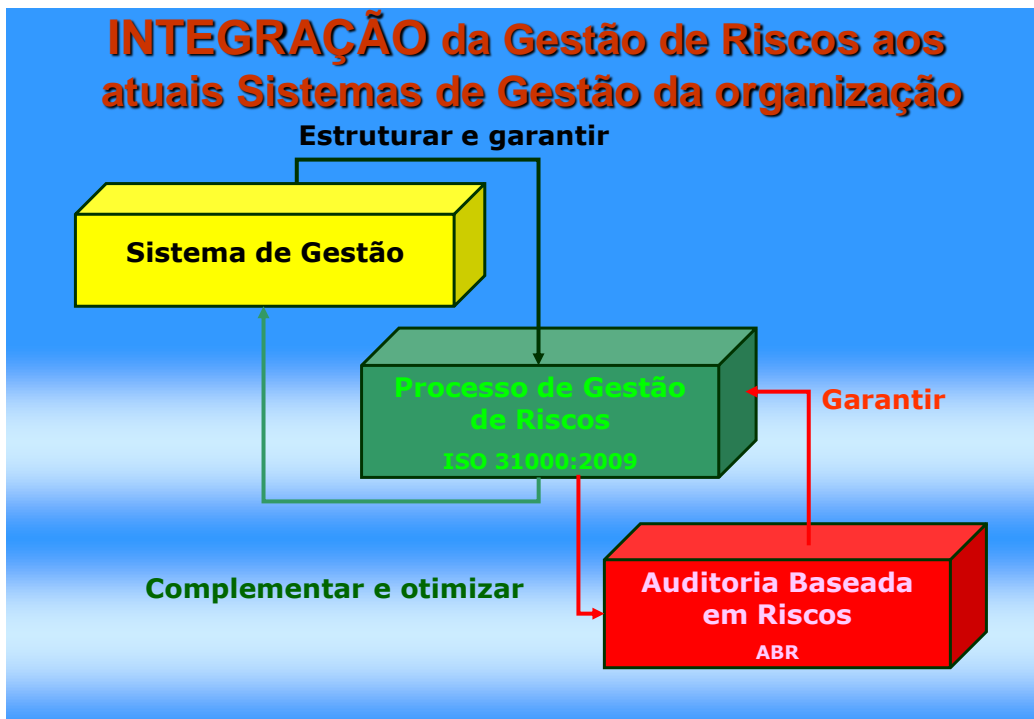 INTEGRAÇÃO da Gestão de Riscos aos
atuais Sistemas de Gestão da organização
Estruturar e garantir
Sistema de Gestão
Processo de Gestão
de Riscos
ISO 31000:2009
Garantir
Complementar e otimizar
Auditoria Baseada
em Riscos
ABR